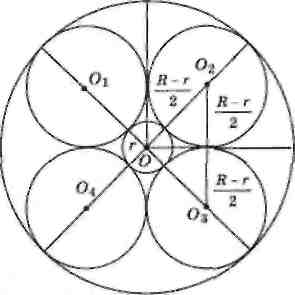 O₁
(R − r)/2
O₂
(R − r)/2
r
O
O₄
(R − r)/2
O₃